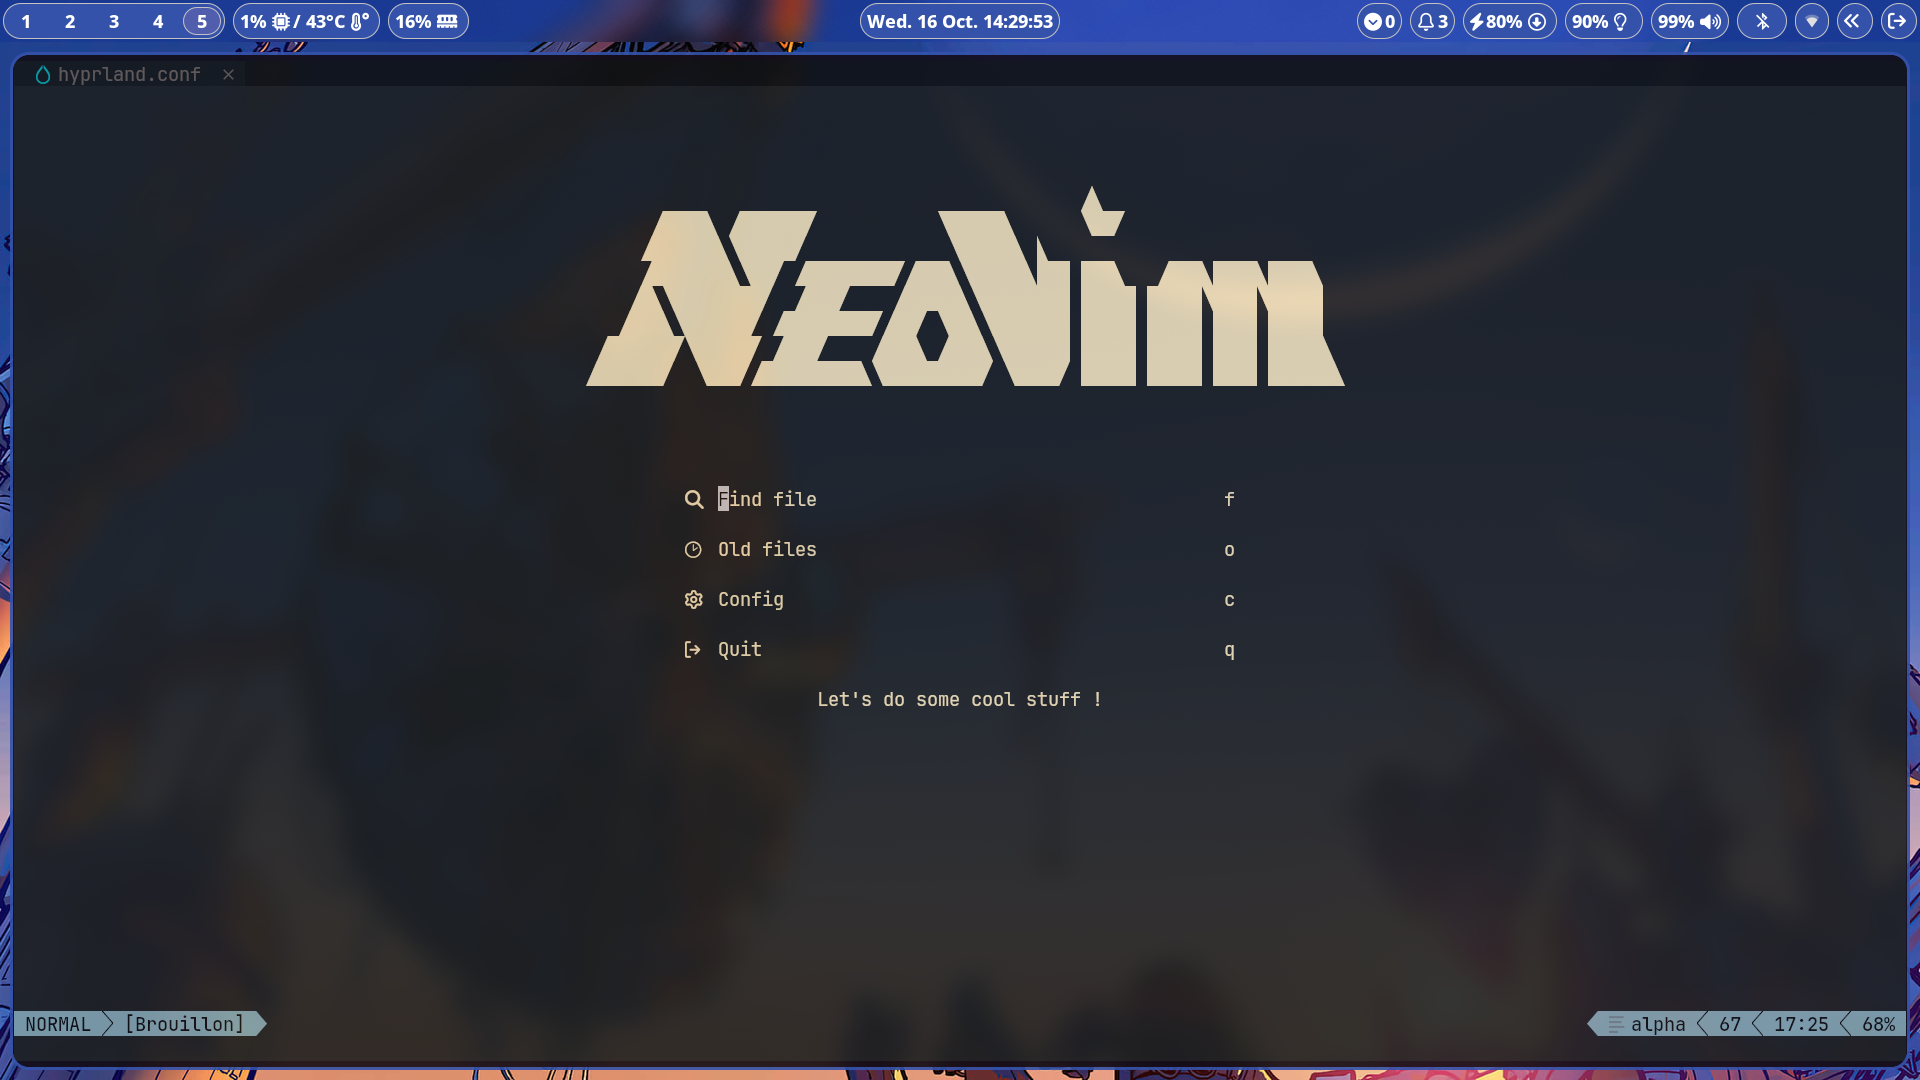 1 2 3 4 5 1% / 43°C 16% Wed. 16 Oct. 14:29:53 0 3 80% 90% 99%
hyprland.conf ×
Neovim
Find file f
Old files o
Config c
Quit q
Let's do some cool stuff !
NORMAL [Brouillon] alpha 67 17:25 68%